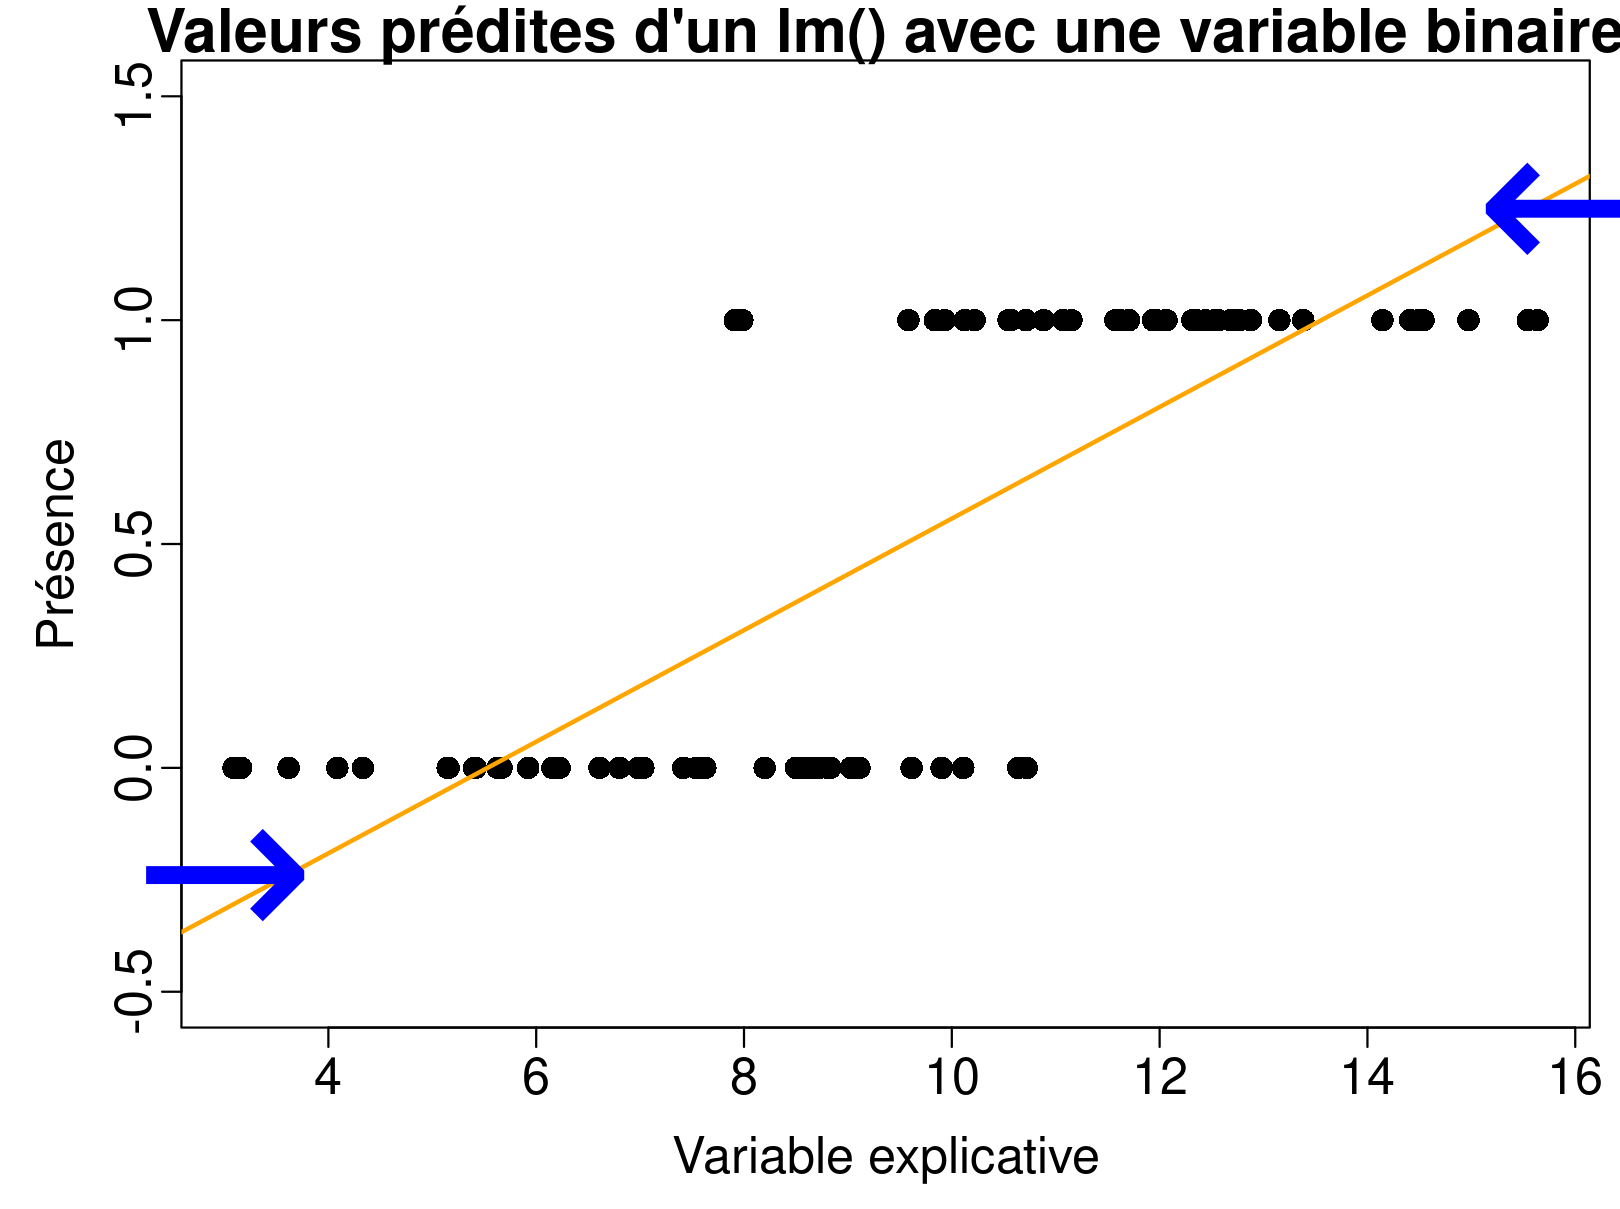 Valeurs prédites d'un lm() avec une variable binaire
1.5
1.0
0.5
0.0
-0.5
Présence
4 6 8 10 12 14 16
Variable explicative